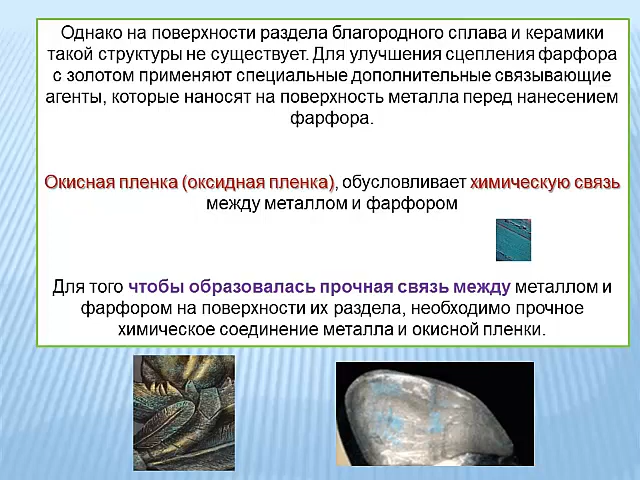 Однако на поверхности раздела благородного сплава и керамики
такой структуры не существует. Для улучшения сцепления фарфора
с золотом применяют специальные дополнительные связывающие
агенты, которые наносят на поверхность металла перед нанесением
фарфора.
Окисная пленка (оксидная пленка), обусловливает химическую связь
между металлом и фарфором
Для того чтобы образовалась прочная связь между металлом и
фарфором на поверхности их раздела, необходимо прочное
химическое соединение металла и окисной пленки.